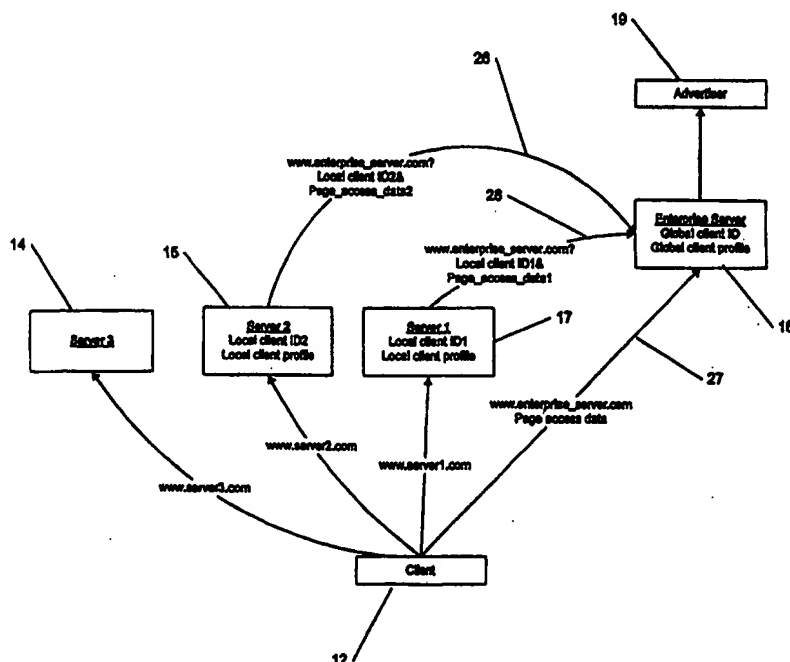 19
26
Advertiser
www.enterprise_server.com?
Local client ID2&
Page_access_data2
28
Enterprise Server
Global client ID
Global client profile
14
15
www.enterprise_server.com?
Local client ID1&
Page_access_data1
Server 3
Server 2
Local client ID2
Local client profile
Server 1
Local client ID1
Local client profile
17
16
27
www.enterprise_server.com
Page access data
www.server2.com
www.server1.com
www.server3.com
Client
12